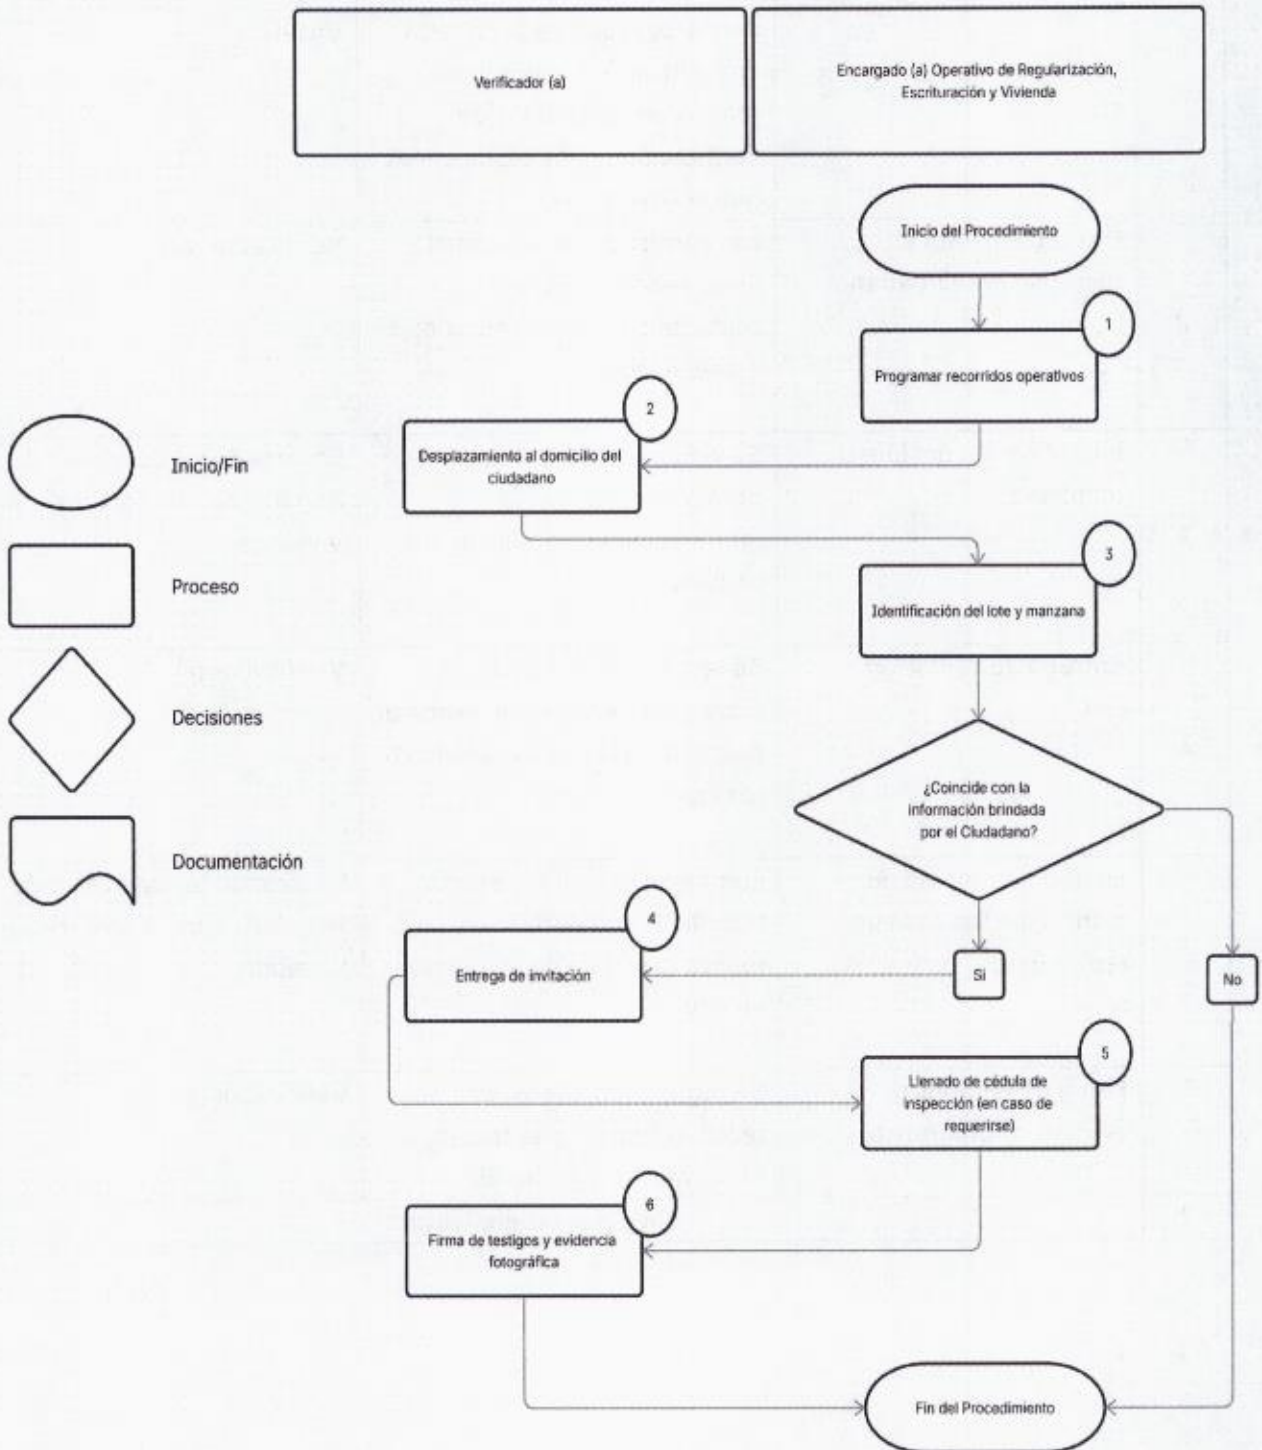 Verificador (a)
Encargado (a) Operativo de Regularización,
Escrituración y Vivienda
Inicio del Procedimiento
1
Programar recorridos operativos
2
Desplazamiento al domicilio del
ciudadano
Inicio/Fin
3
Identificación del lote y manzana
Proceso
Decisiones
¿Coincide con la
información brindada
por el Ciudadano?
Documentación
4
Entrega de invitación
Si
No
5
Llenado de cédula de
inspección (en caso de
requerirse)
6
Firma de testigos y evidencia
fotográfica
Fin del Procedimiento